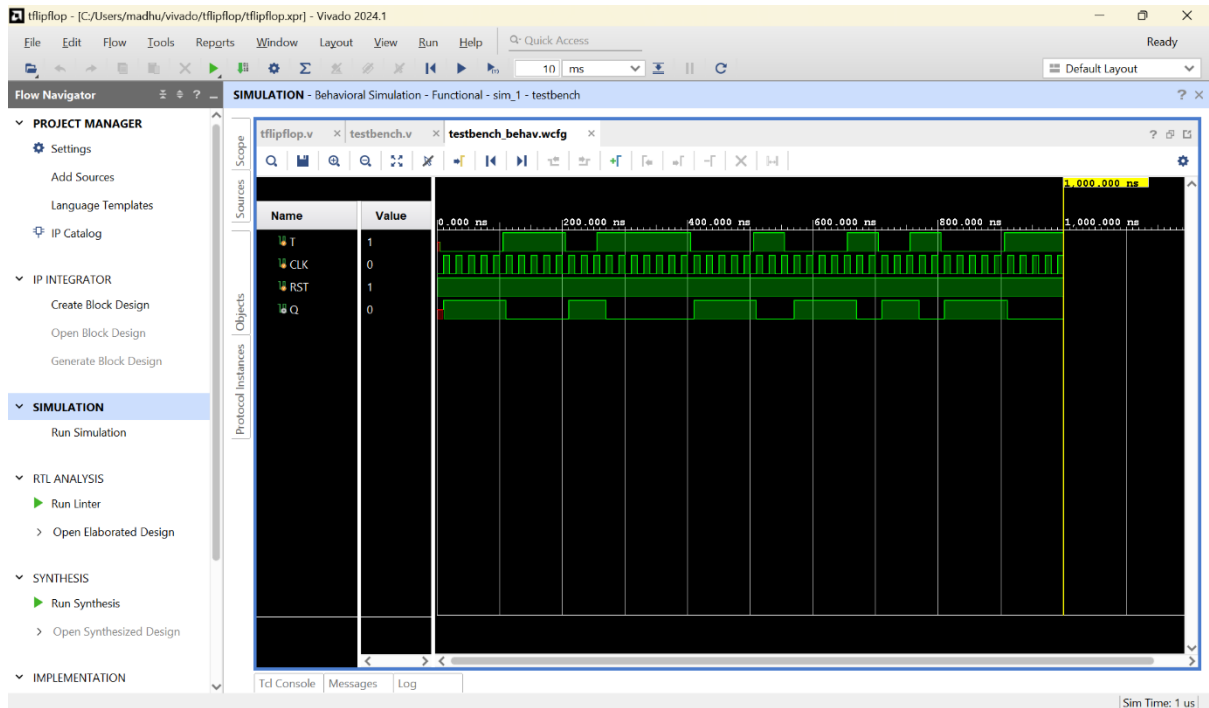 tflipflop - [C:/Users/madhu/vivado/tflipflop/tflipflop.xpr] - Vivado 2024.1
File Edit Flow Tools Reports Window Layout View Run Help Q- Quick Access Ready
10 ms Default Layout
Flow Navigator ? _
SIMULATION - Behavioral Simulation - Functional - sim_1 - testbench ? ×
PROJECT MANAGER
Settings
Add Sources
Language Templates
IP Catalog
IP INTEGRATOR
Create Block Design
Open Block Design
Generate Block Design
SIMULATION
Run Simulation
RTL ANALYSIS
Run Linter
Open Elaborated Design
SYNTHESIS
Run Synthesis
Open Synthesized Design
IMPLEMENTATION
Scope
Sources
Objects
Protocol Instances
tflipflop.v × testbench.v × testbench_behav.wcfg × ?
1,000.000 ns
Name Value 0.000 ns 200.000 ns 400.000 ns 600.000 ns 800.000 ns 1,000.000 ns
T 1
CLK 0
RST 1
Q 0
Tcl Console Messages Log
Sim Time: 1 us